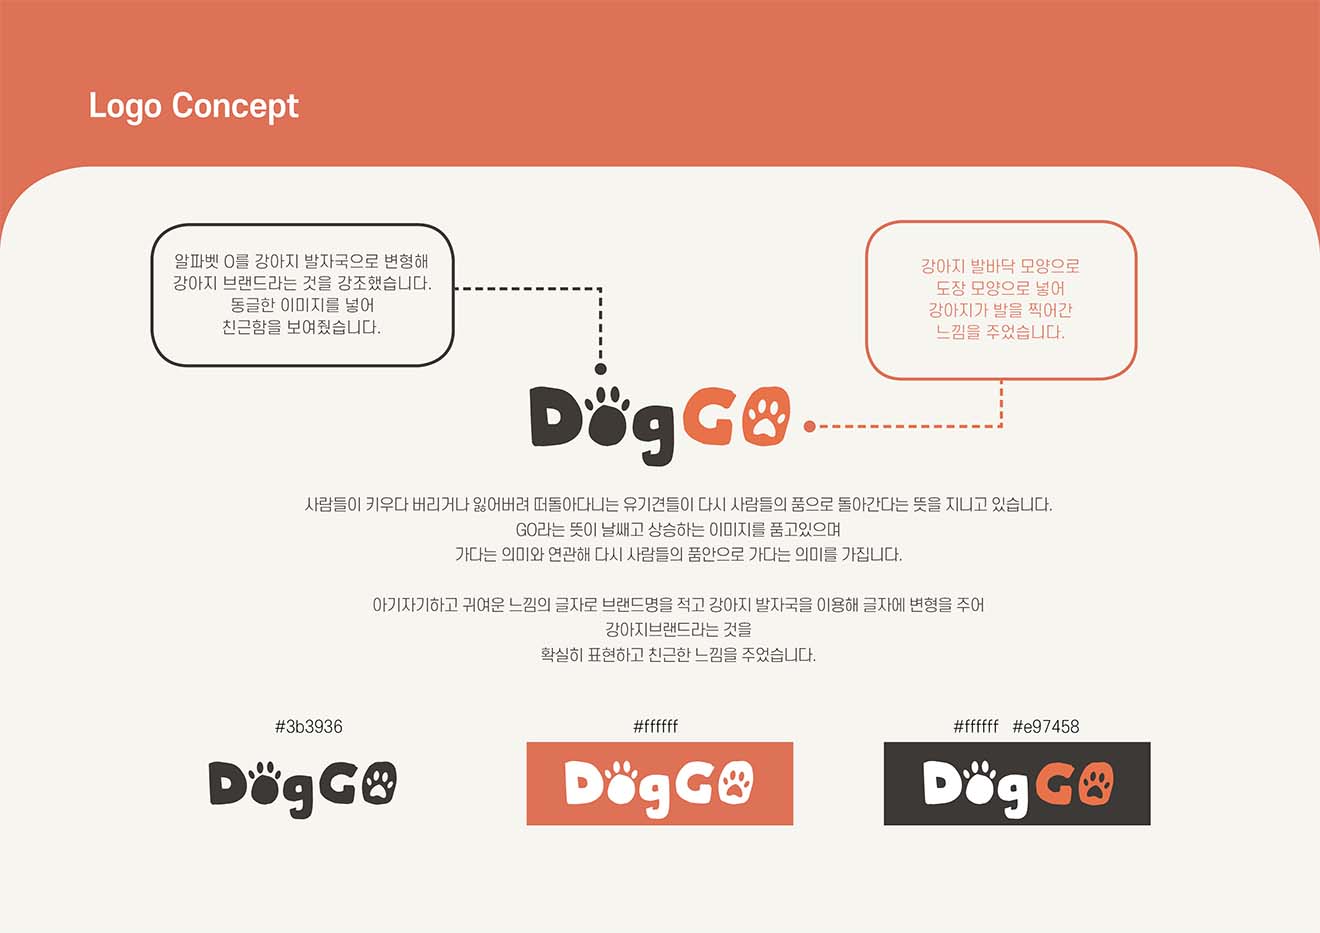 Logo Concept
알파벳 O를 강아지 발자국으로 변형해
강아지 브랜드라는 것을 강조했습니다.
동글한 이미지를 넣어
친근함을 보여줬습니다.
강아지 발바닥 모양으로
도장 모양으로 넣어
강아지가 발을 찍어간
느낌을 주었습니다.
DogGO
사람들이 키우다 버리거나 잃어버려 떠돌아다니는 유기견들이 다시 사람들의 품으로 돌아간다는 뜻을 지니고 있습니다.
GO라는 뜻이 날쌔고 상승하는 이미지를 품고있으며
가다는 의미와 연관해 다시 사람들의 품안으로 가다는 의미를 가집니다.
아기자기하고 귀여운 느낌의 글자로 브랜드명을 적고 강아지 발자국을 이용해 글자에 변형을 주어
강아지브랜드라는 것을
확실히 표현하고 친근한 느낌을 주었습니다.
#3b3936
DogGO
#ffffff
DogGO
#ffffff #e97458
DogGO